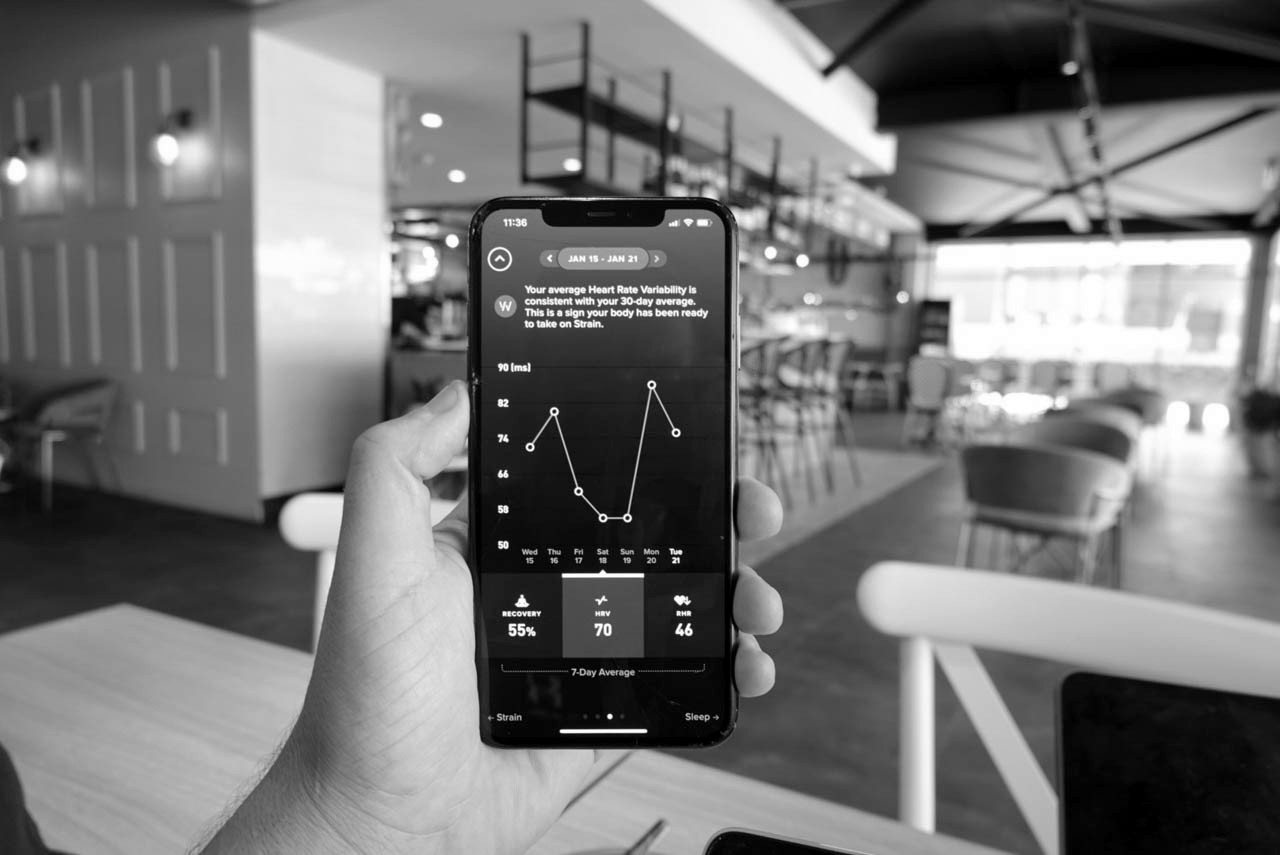 11:36
JAN 15 - JAN 21
W
Your average Heart Rate Variability is
consistent with your 30-day average.
This is a sign your body has been ready
to take on Strain.
90 (ms)
82
74
66
58
50
Wed Thu Fri Sat Sun Mon Tue
15 16 17 18 19 20 21
RECOVERY HRV RHR
55% 70 46
7-Day Average
← Strain Sleep →